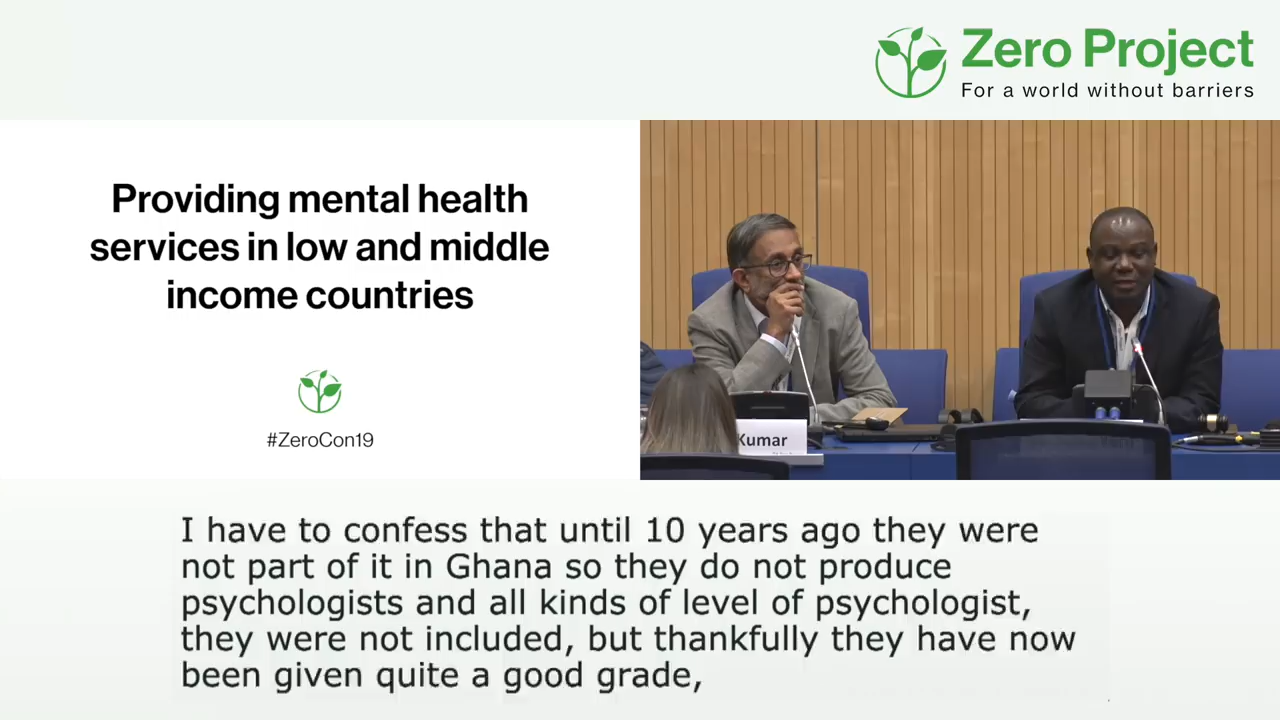 Zero Project
For a world without barriers
Providing mental health
services in low and middle
income countries
#ZeroCon19
Kumar
I have to confess that until 10 years ago they were
not part of it in Ghana so they do not produce
psychologists and all kinds of level of psychologist,
they were not included, but thankfully they have now
been given quite a good grade,